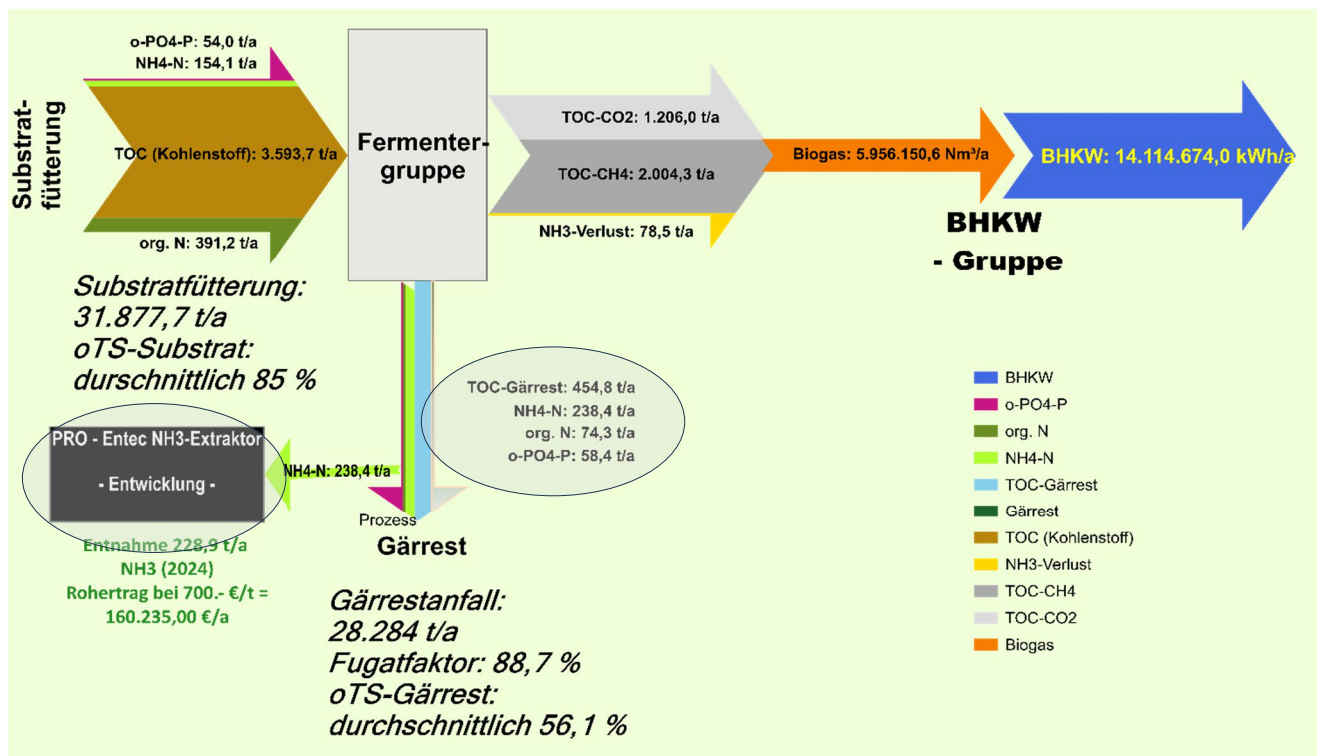 o-PO4-P: 54,0 t/a
NH4-N: 154,1 t/a
Substrat-
fütterung
TOC (Kohlenstoff): 3.593,7 t/a
org. N: 391,2 t/a
Fermenter-
gruppe
TOC-CO2: 1.206,0 t/a
TOC-CH4: 2.004,3 t/a
NH3-Verlust: 78,5 t/a
Biogas: 5.956.150,6 Nm³/a
BHKW: 14.114.674,0 kWh/a
BHKW
- Gruppe
Substratfütterung:
31.877,7 t/a
oTS-Substrat:
durschnittlich 85 %
TOC-Gärrest: 454,8 t/a
NH4-N: 238,4 t/a
org. N: 74,3 t/a
o-PO4-P: 58,4 t/a
PRO - Entec NH3-Extraktor
- Entwicklung -
NH4-N: 238,4 t/a
Prozess
Gärrest
Entnahme 228,9 t/a
NH3 (2024)
Rohertrag bei 700.- €/t =
160.235,00 €/a
Gärrestanfall:
28.284 t/a
Fugatfaktor: 88,7 %
oTS-Gärrest:
durchschnittlich 56,1 %
BHKW
o-PO4-P
org. N
NH4-N
TOC-Gärrest
Gärrest
TOC (Kohlenstoff)
NH3-Verlust
TOC-CH4
TOC-CO2
Biogas